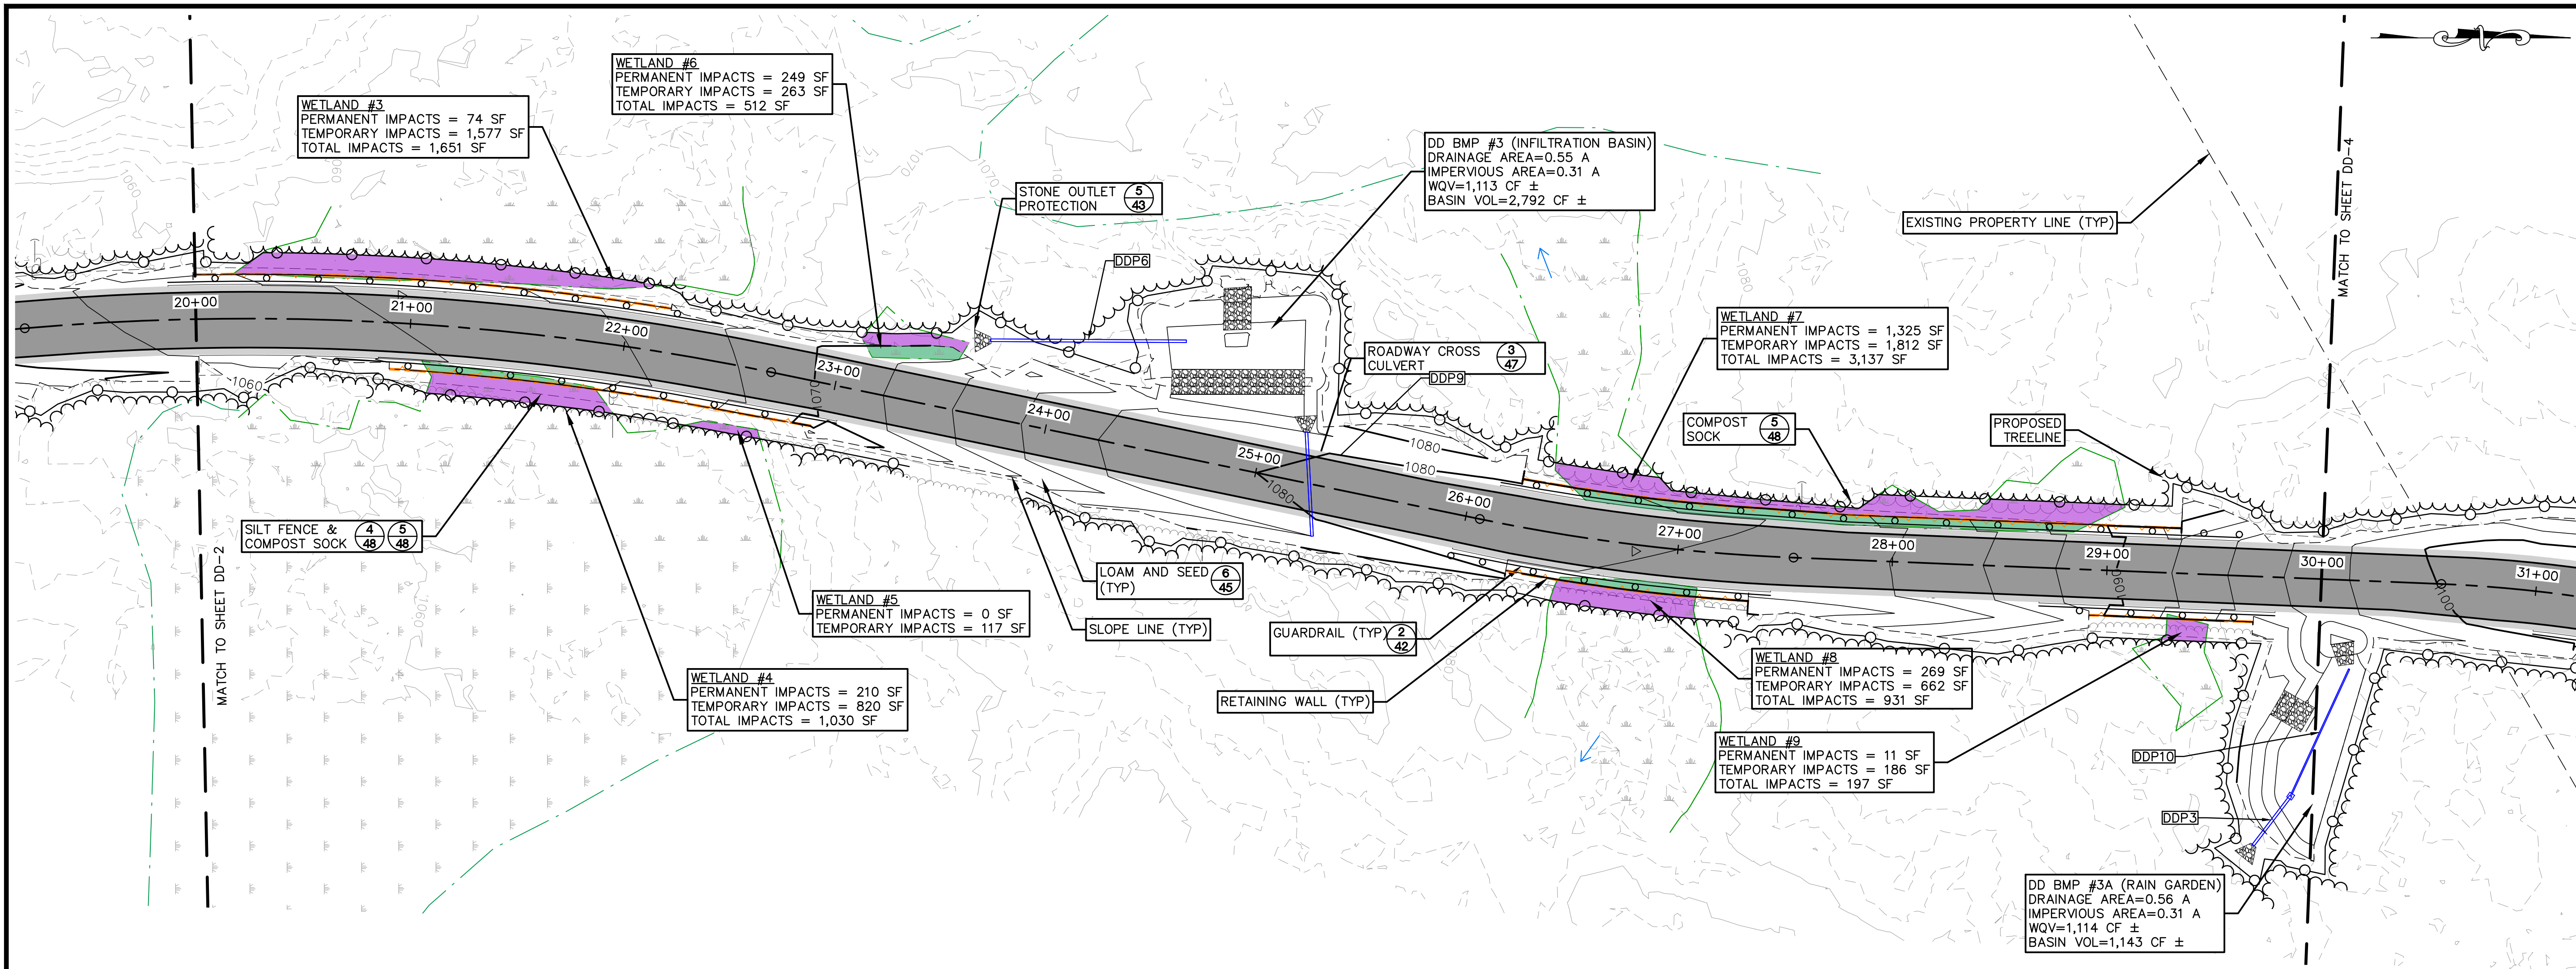 WETLAND #3
PERMANENT IMPACTS = 74 SF
TEMPORARY IMPACTS = 1,577 SF
TOTAL IMPACTS = 1,651 SF
WETLAND #6
PERMANENT IMPACTS = 249 SF
TEMPORARY IMPACTS = 263 SF
TOTAL IMPACTS = 512 SF
STONE OUTLET
PROTECTION
5
43
DD BMP #3 (INFILTRATION BASIN)
DRAINAGE AREA=0.55 A
IMPERVIOUS AREA=0.31 A
WQV=1,113 CF ±
BASIN VOL=2,792 CF ±
EXISTING PROPERTY LINE (TYP)
MATCH TO SHEET DD-4
DDP6
1060
1060
1070
1070
1080
20+00
21+00
22+00
23+00
24+00
25+00
26+00
27+00
28+00
29+00
30+00
31+00
ROADWAY CROSS
CULVERT
3
47
DDP9
WETLAND #7
PERMANENT IMPACTS = 1,325 SF
TEMPORARY IMPACTS = 1,812 SF
TOTAL IMPACTS = 3,137 SF
COMPOST
SOCK
5
48
PROPOSED
TREELINE
1060
1070
1080
1080
1080
1090
1100
SILT FENCE &
COMPOST SOCK
4
48
5
48
MATCH TO SHEET DD-2
1060
LOAM AND SEED
(TYP)
6
45
WETLAND #5
PERMANENT IMPACTS = 0 SF
TEMPORARY IMPACTS = 117 SF
SLOPE LINE (TYP)
GUARDRAIL (TYP)
2
42
1080
WETLAND #4
PERMANENT IMPACTS = 210 SF
TEMPORARY IMPACTS = 820 SF
TOTAL IMPACTS = 1,030 SF
RETAINING WALL (TYP)
WETLAND #8
PERMANENT IMPACTS = 269 SF
TEMPORARY IMPACTS = 662 SF
TOTAL IMPACTS = 931 SF
WETLAND #9
PERMANENT IMPACTS = 11 SF
TEMPORARY IMPACTS = 186 SF
TOTAL IMPACTS = 197 SF
DDP10
DDP3
DD BMP #3A (RAIN GARDEN)
DRAINAGE AREA=0.56 A
IMPERVIOUS AREA=0.31 A
WQV=1,114 CF ±
BASIN VOL=1,143 CF ±